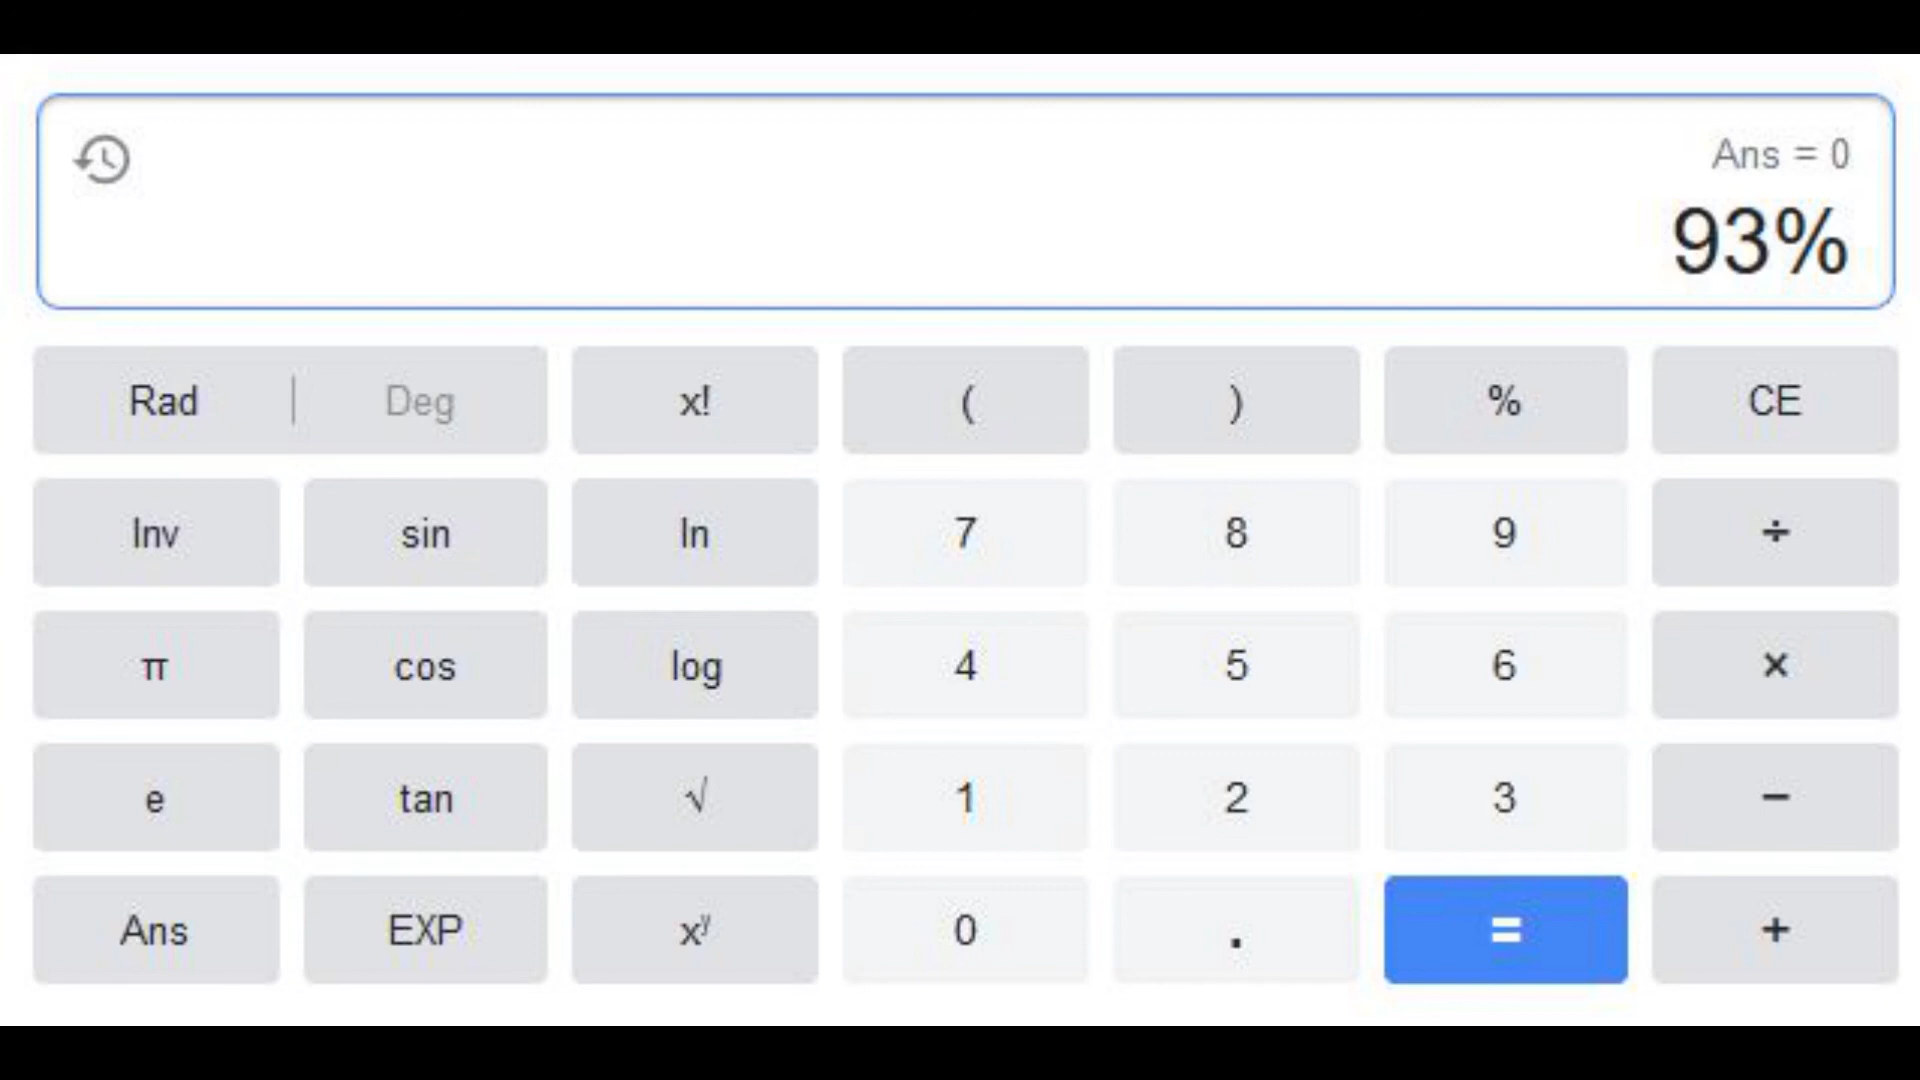 Ans = 0
93%
Rad | Deg x! ( ) % CE
Inv sin ln 7 8 9 ÷
π cos log 4 5 6 ×
e tan √ 1 2 3 −
Ans EXP xʸ 0 . = +